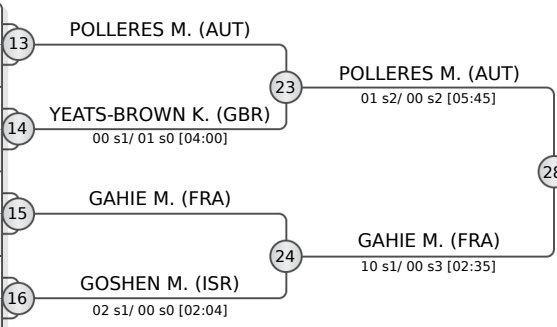 13
POLLERES M. (AUT)
14
YEATS-BROWN K. (GBR)
00 s1/ 01 s0 [04:00]
23
POLLERES M. (AUT)
01 s2/ 00 s2 [05:45]
15
GAHIE M. (FRA)
16
GOSHEN M. (ISR)
02 s1/ 00 s0 [02:04]
24
GAHIE M. (FRA)
10 s1/ 00 s3 [02:35]
28